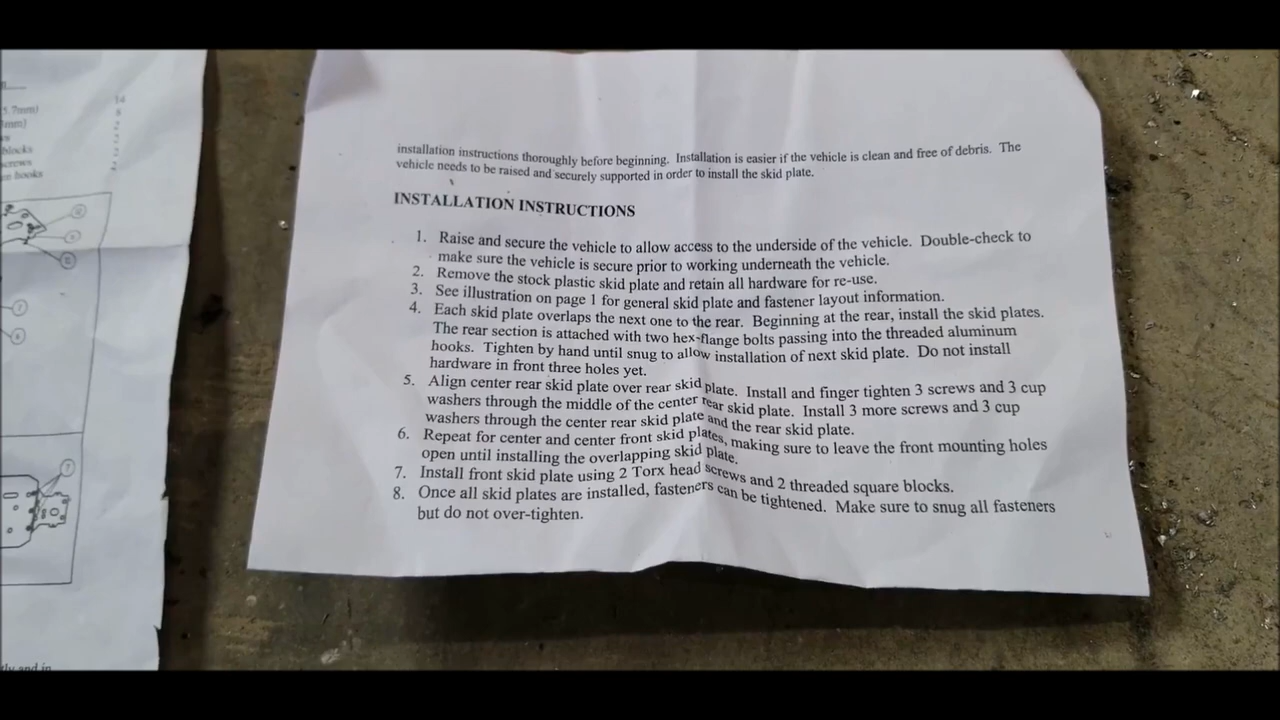 5.7mm)
14
8
blocks
screws
hooks
7
7
installation instructions thoroughly before beginning. Installation is easier if the vehicle is clean and free of debris. The
vehicle needs to be raised and securely supported in order to install the skid plate.
INSTALLATION INSTRUCTIONS
1. Raise and secure the vehicle to allow access to the underside of the vehicle. Double-check to
make sure the vehicle is secure prior to working underneath the vehicle.
2. Remove the stock plastic skid plate and retain all hardware for re-use.
3. See illustration on page 1 for general skid plate and fastener layout information.
4. Each skid plate overlaps the next one to the rear. Beginning at the rear, install the skid plates.
The rear section is attached with two hex-flange bolts passing into the threaded aluminum
hooks. Tighten by hand until snug to allow installation of next skid plate. Do not install
hardware in front three holes yet.
5. Align center rear skid plate over rear skid plate. Install and finger tighten 3 screws and 3 cup
washers through the middle of the center rear skid plate. Install 3 more screws and 3 cup
washers through the center rear skid plate and the rear skid plate.
6. Repeat for center and center front skid plates, making sure to leave the front mounting holes
open until installing the overlapping skid plate.
7. Install front skid plate using 2 Torx head screws and 2 threaded square blocks.
8. Once all skid plates are installed, fasteners can be tightened. Make sure to snug all fasteners
but do not over-tighten.